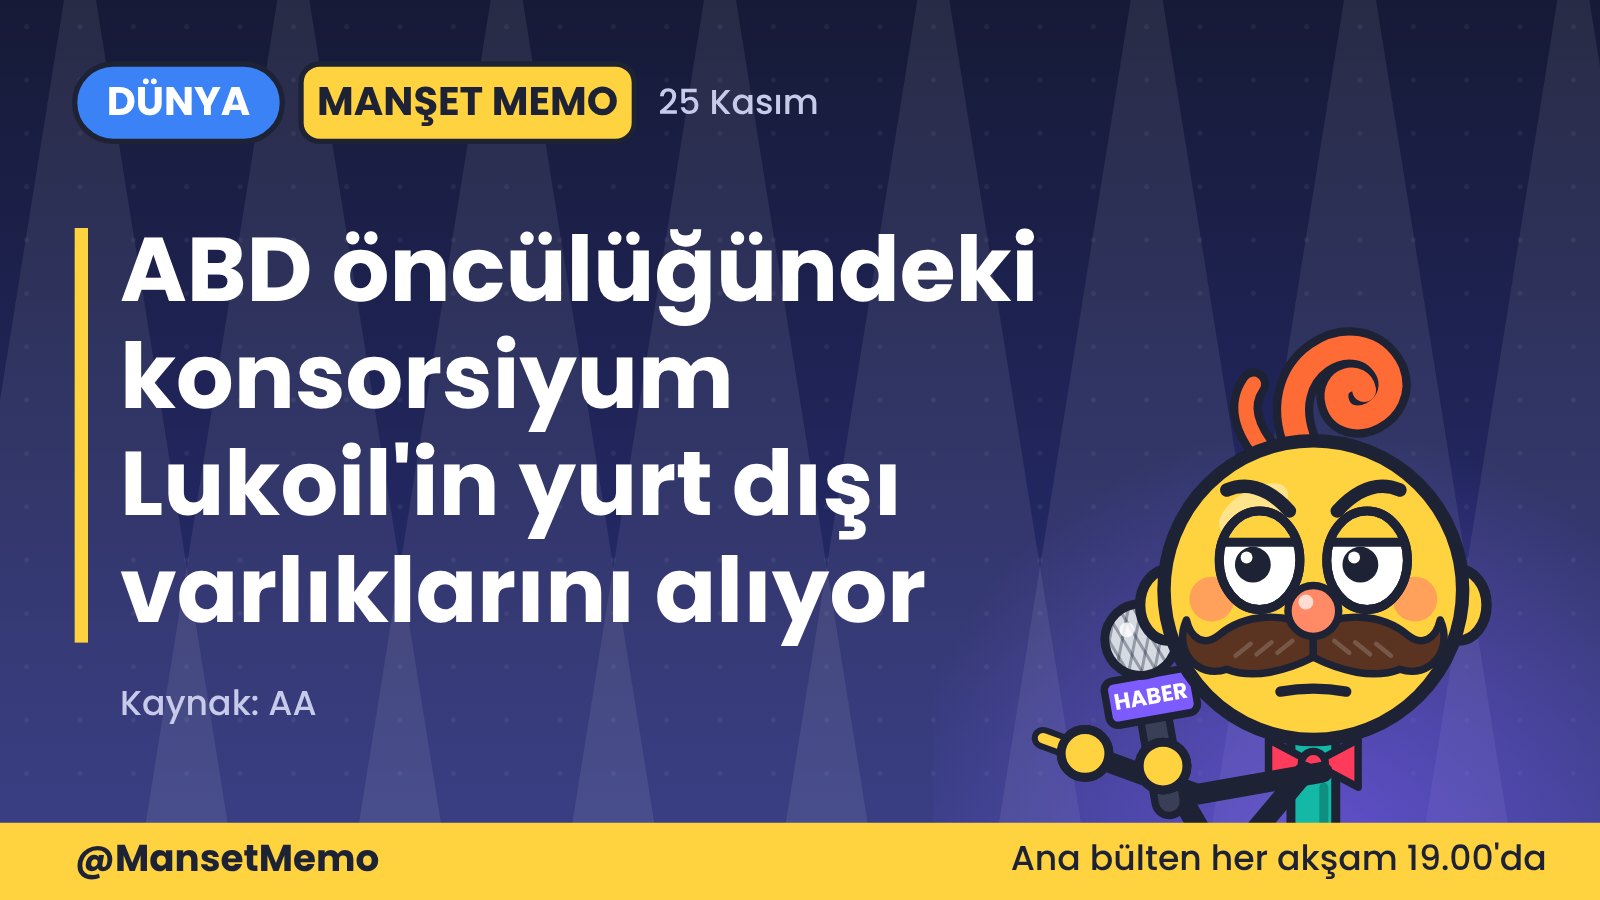 DÜNYA MANŞET MEMO 25 Kasım
ABD öncülüğündeki
konsorsiyum
Lukoil'in yurt dışı
varlıklarını alıyor
Kaynak: AA
HABER
@MansetMemo Ana bülten her akşam 19.00'da